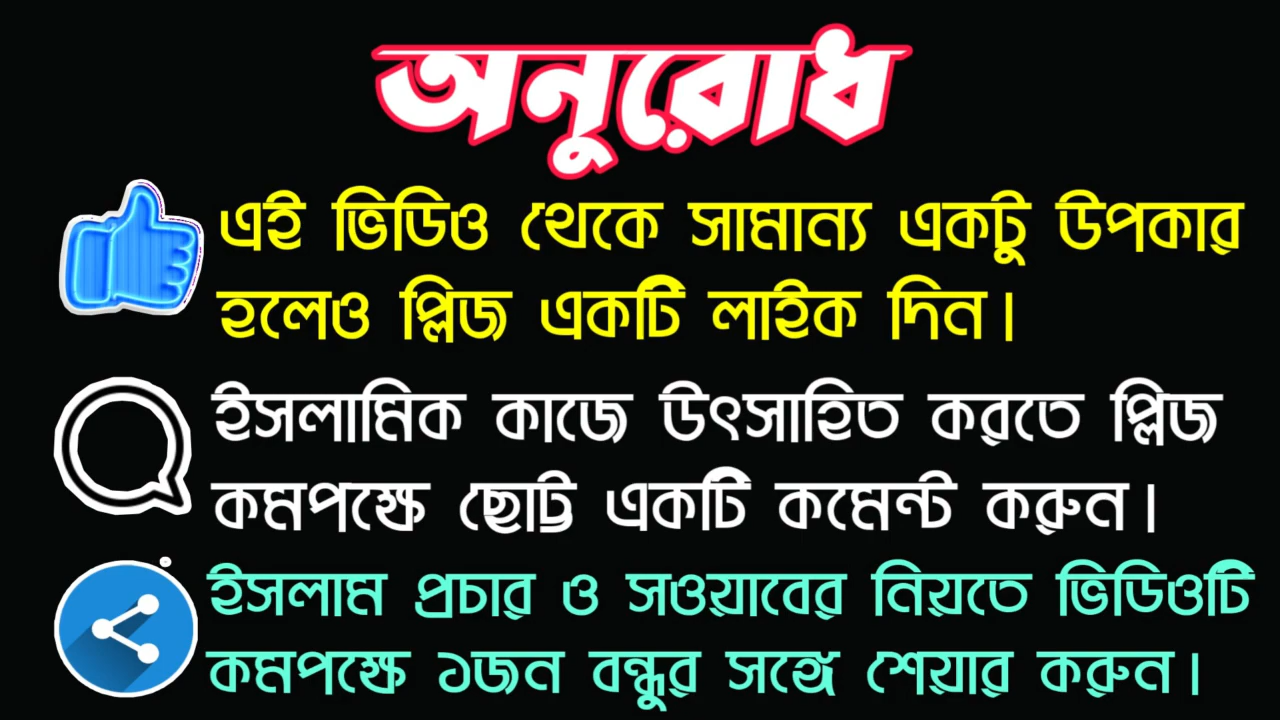 অনুরোধ
এই ভিডিও থেকে সামান্য একটু উপকার
হলেও প্লিজ একটি লাইক দিন।
ইসলামিক কাজে উৎসাহিত করতে প্লিজ
কমপক্ষে ছোট্ট একটি কমেন্ট করুন।
ইসলাম প্রচার ও সওয়াবের নিয়তে ভিডিওটি
কমপক্ষে ১জন বন্ধুর সঙ্গে শেয়ার করুন।